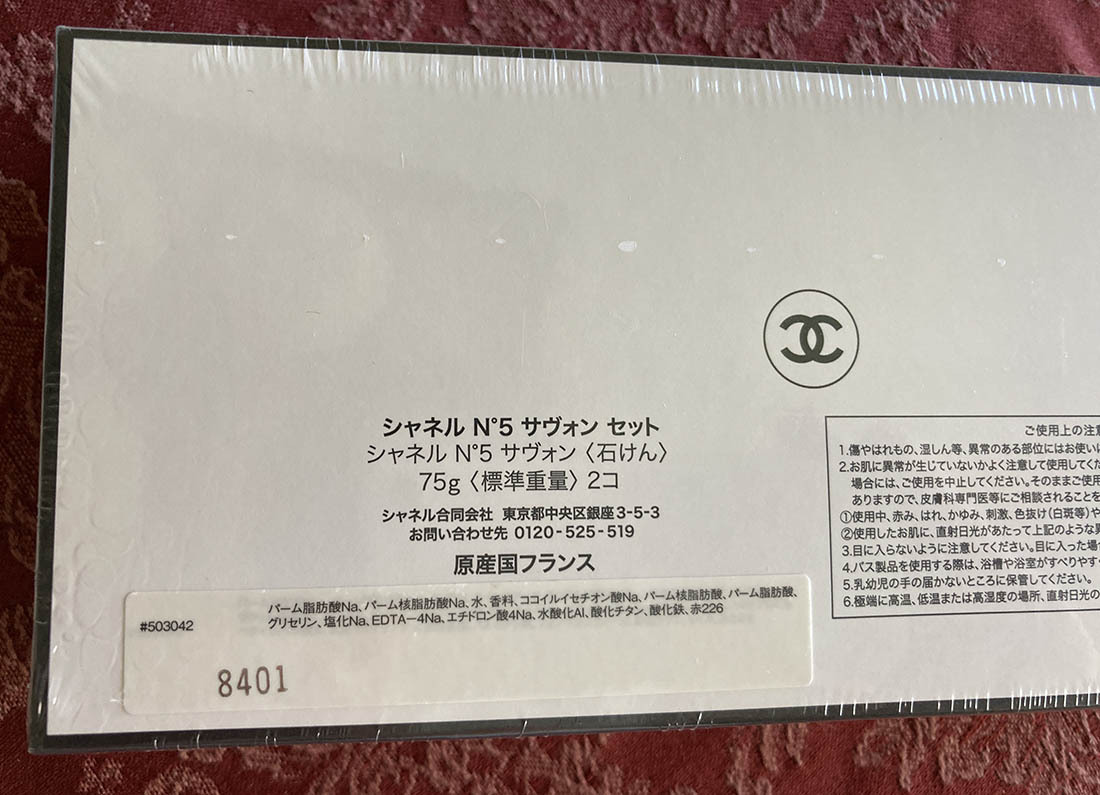 シャネル N°5 サヴォン セット
シャネル N°5 サヴォン 〈石けん〉
75g 〈標準重量〉 2コ
シャネル合同会社 東京都中央区銀座3-5-3
お問い合わせ先 0120-525-519
原産国フランス
#503042
パーム脂肪酸Na、パーム核脂肪酸Na、水、香料、ココイルイセチオン酸Na、パーム核脂肪酸、パーム脂肪酸、
グリセリン、塩化Na、EDTA-4Na、エチドロン酸4Na、水酸化Al、酸化チタン、酸化鉄、赤226
8401
ご使用上の注意
1.傷やはれもの、湿しん等、異常のある部位にはお使いに
2.お肌に異常が生じていないかよく注意して使用してくだ
場合には、ご使用を中止してください。そのままご使用
ありますので、皮膚科専門医等にご相談されることを
①使用中、赤み、はれ、かゆみ、刺激、色抜け(白斑等)や
②使用したお肌に、直射日光があたって上記のような異
3.目に入らないように注意してください。目に入った場合
4.バス製品を使用する際は、浴槽や浴室がすべりやす
5.乳幼児の手の届かないところに保管してください。
6.極端に高温、低温または高湿度の場所、直射日光の